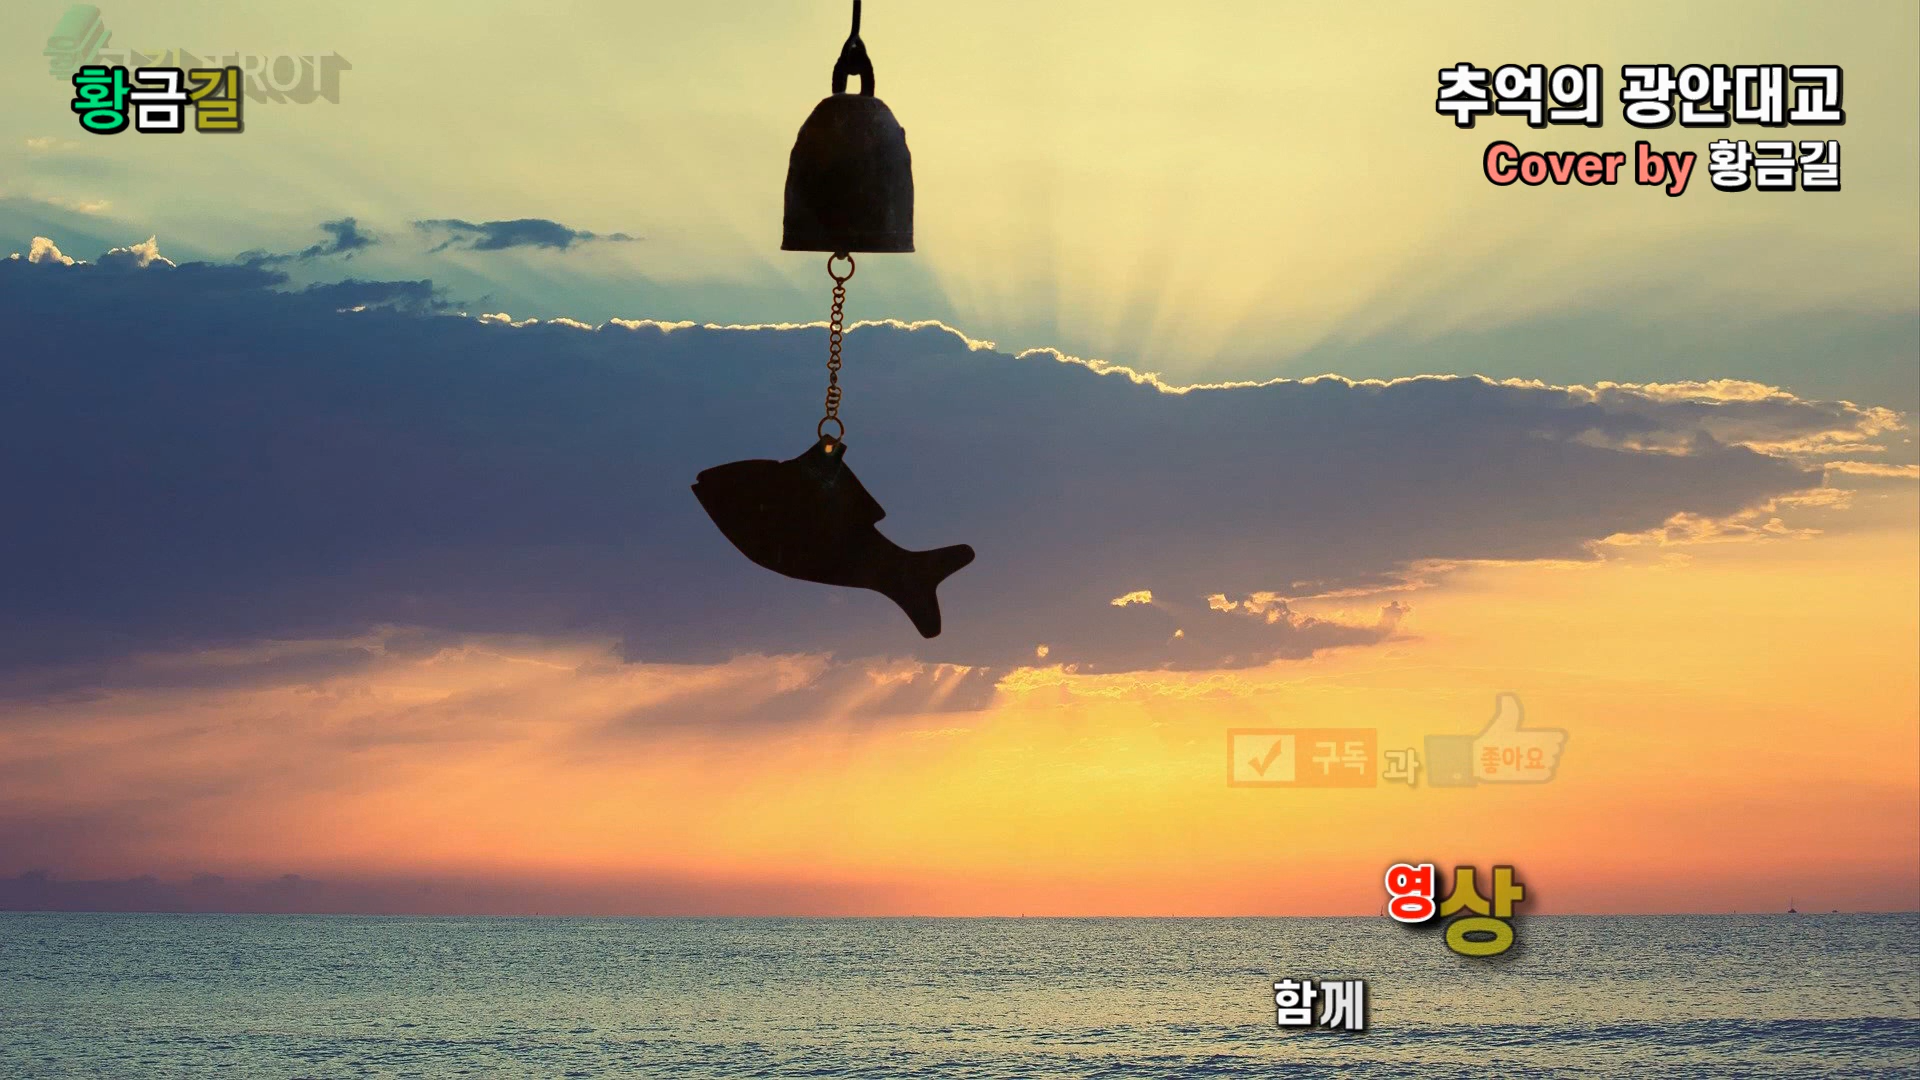 황금길
TROT
추억의 광안대교
Cover by 황금길
구독 과 좋아요
영상
함께